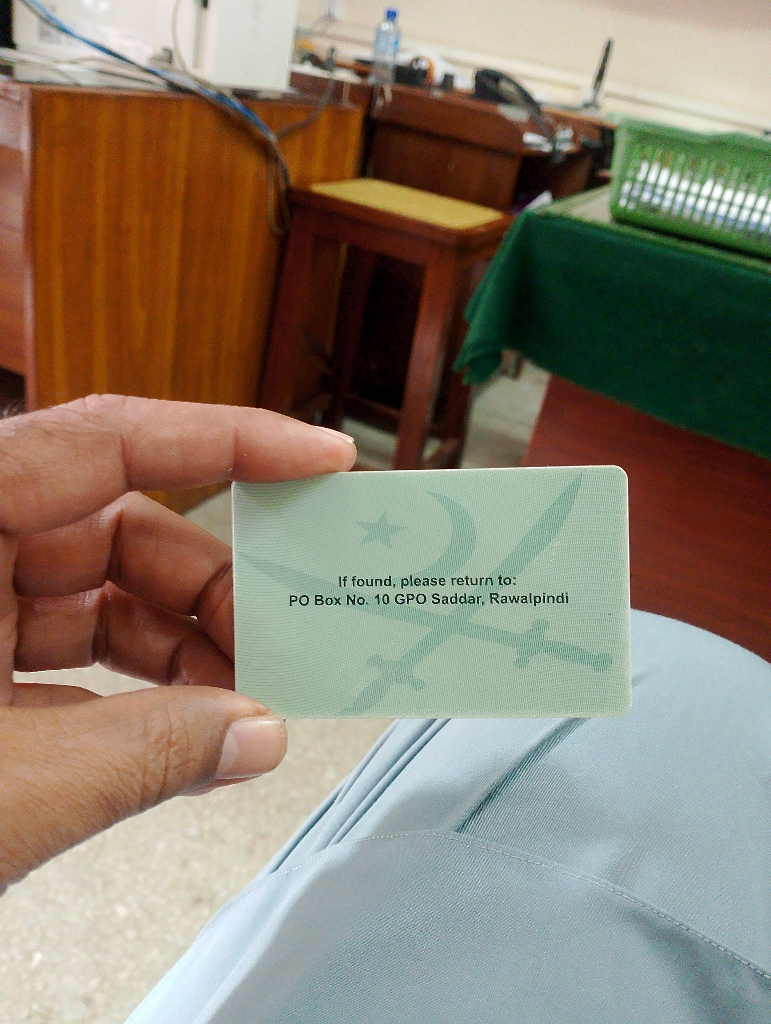 If found, please return to:
PO Box No. 10 GPO Saddar, Rawalpindi